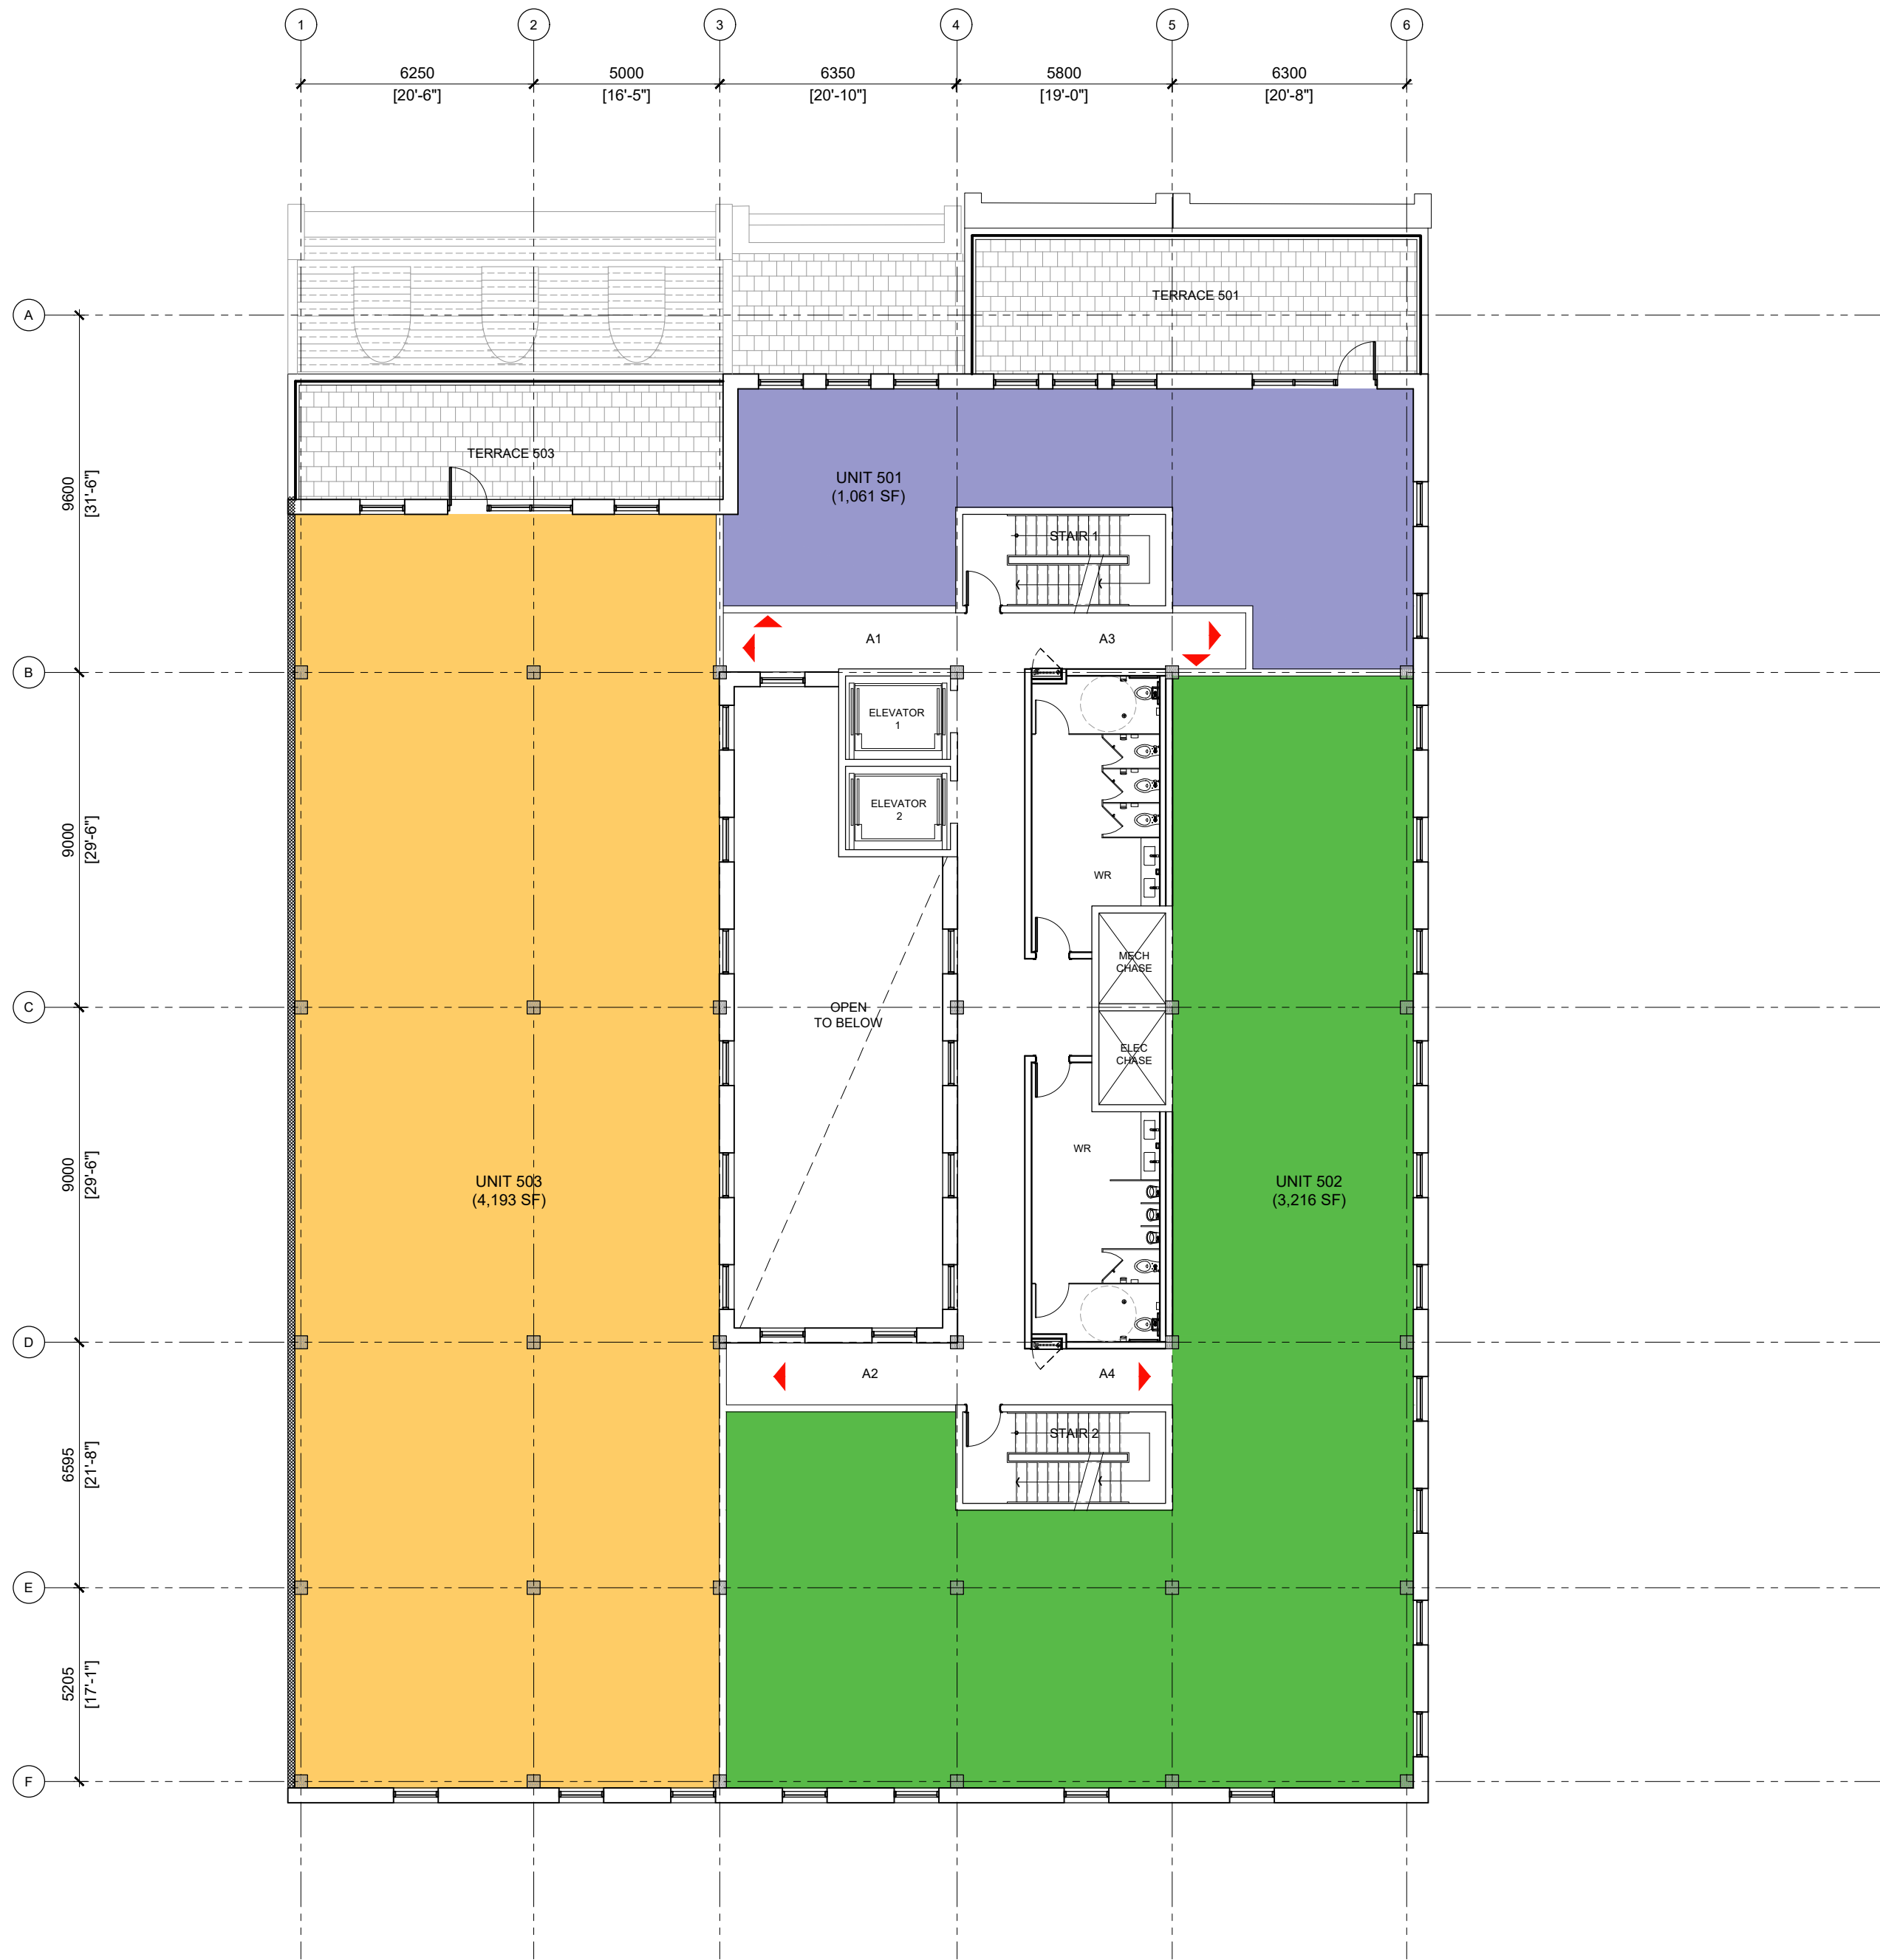 1 2 3 4 5 6
6250 5000 6350 5800 6300
[20'-6"] [16'-5"] [20'-10"] [19'-0"] [20'-8"]
TERRACE 501
A
TERRACE 503
UNIT 501
(1,061 SF)
9600
[31'-6"]
STAIR 1
A1 A3
B
ELEVATOR
1
ELEVATOR
2
9000
[29'-6"]
WR
MECH
CHASE
C
OPEN
TO BELOW
ELEC
CHASE
WR
9000
[29'-6"]
UNIT 503
(4,193 SF)
UNIT 502
(3,216 SF)
D
A2 A4
STAIR 2
6595
[21'-8"]
E
5205
[17'-1"]
F